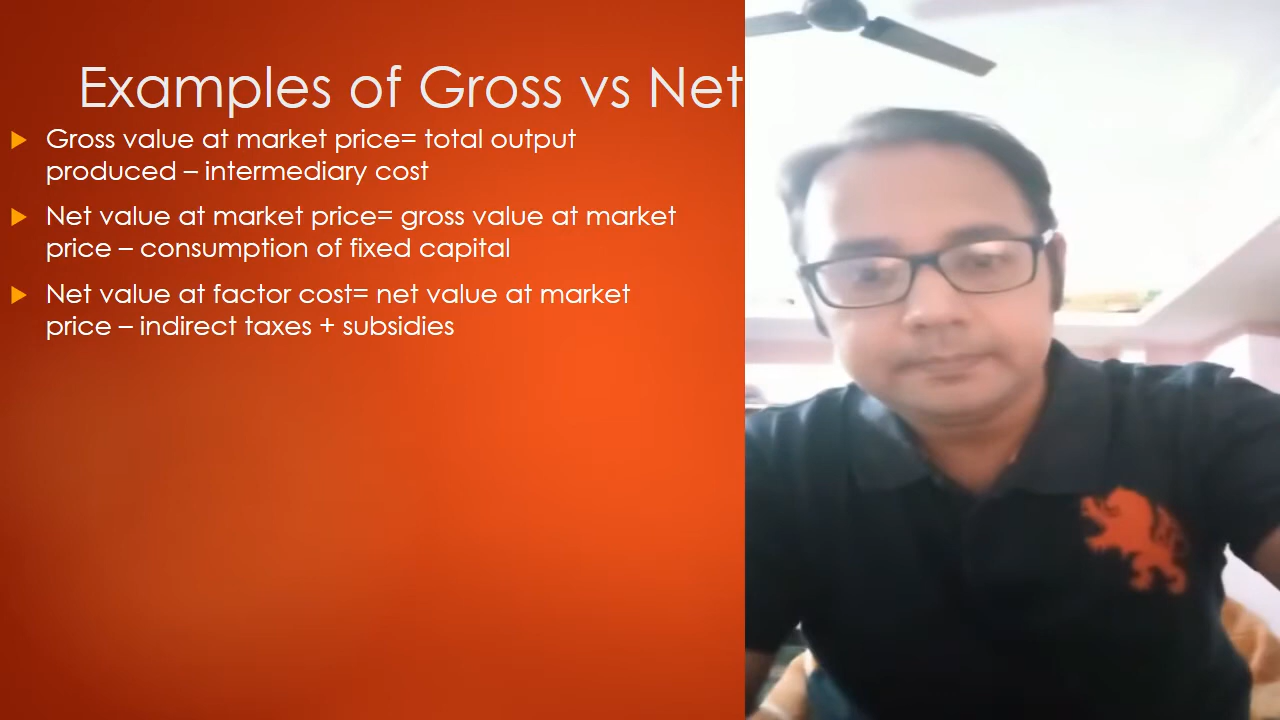 Examples of Gross vs Net
Gross value at market price= total output
produced – intermediary cost
Net value at market price= gross value at market
price – consumption of fixed capital
Net value at factor cost= net value at market
price – indirect taxes + subsidies